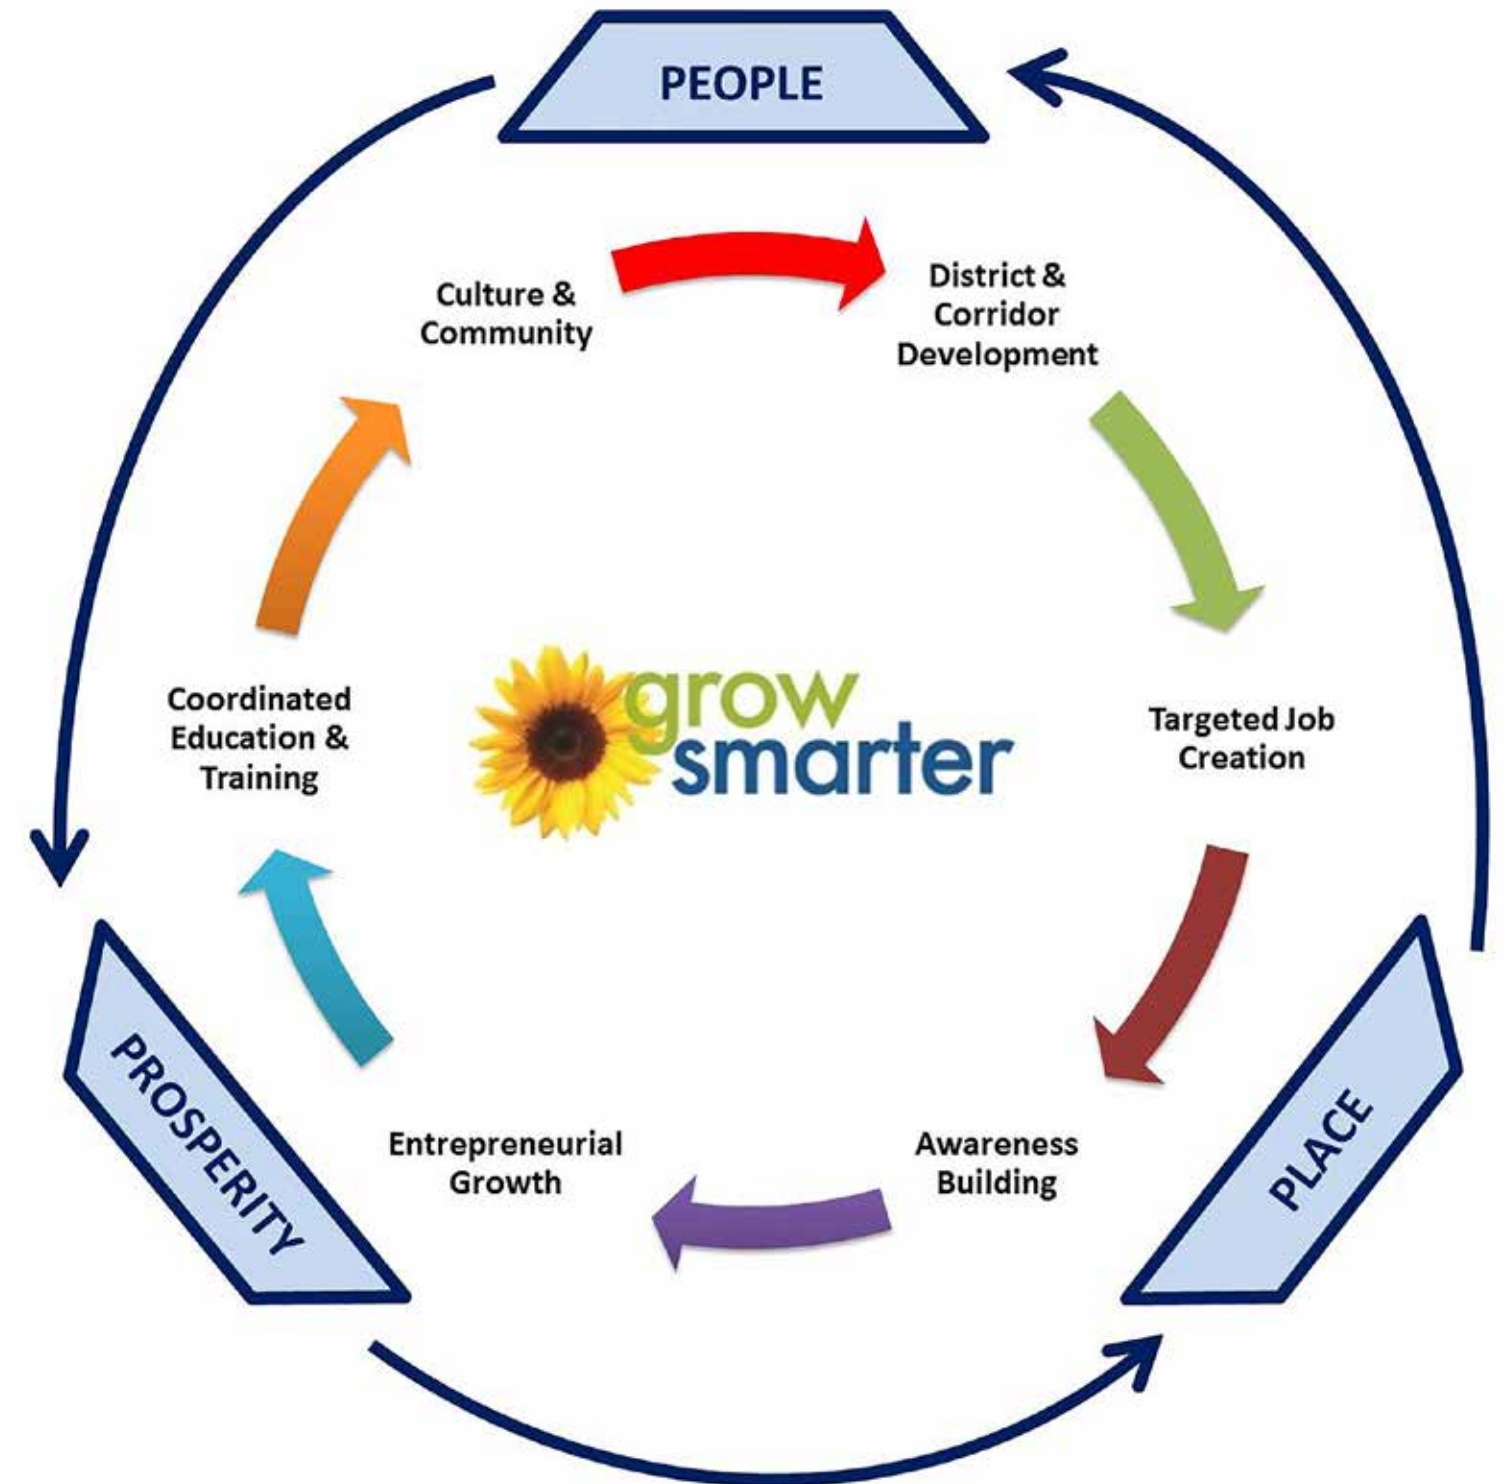 PEOPLE
Culture &
Community
District &
Corridor
Development
Coordinated
Education &
Training
grow
smarter
Targeted Job
Creation
PROSPERITY
Entrepreneurial
Growth
Awareness
Building
PLACE